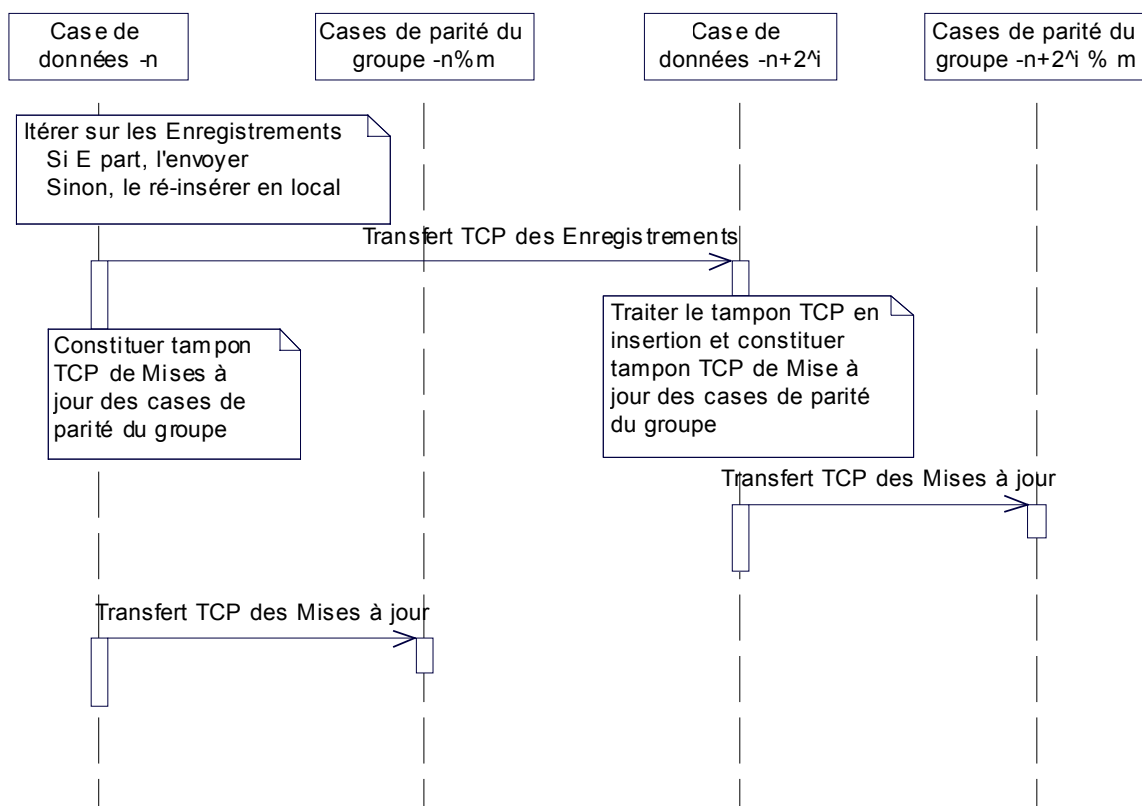 Case de
données -n
Cases de parité du
groupe -n%m
Case de
données -n+2^i
Cases de parité du
groupe -n+2^i % m
Itérer sur les Enregistrements
Si E part, l'envoyer
Sinon, le ré-insérer en local
Transfert TCP des Enregistrements
Constituer tampon
TCP de Mises à
jour des cases de
parité du groupe
Traiter le tampon TCP en
insertion et constituer
tampon TCP de Mise à
jour des cases de parité
du groupe
Transfert TCP des Mises à jour
Transfert TCP des Mises à jour